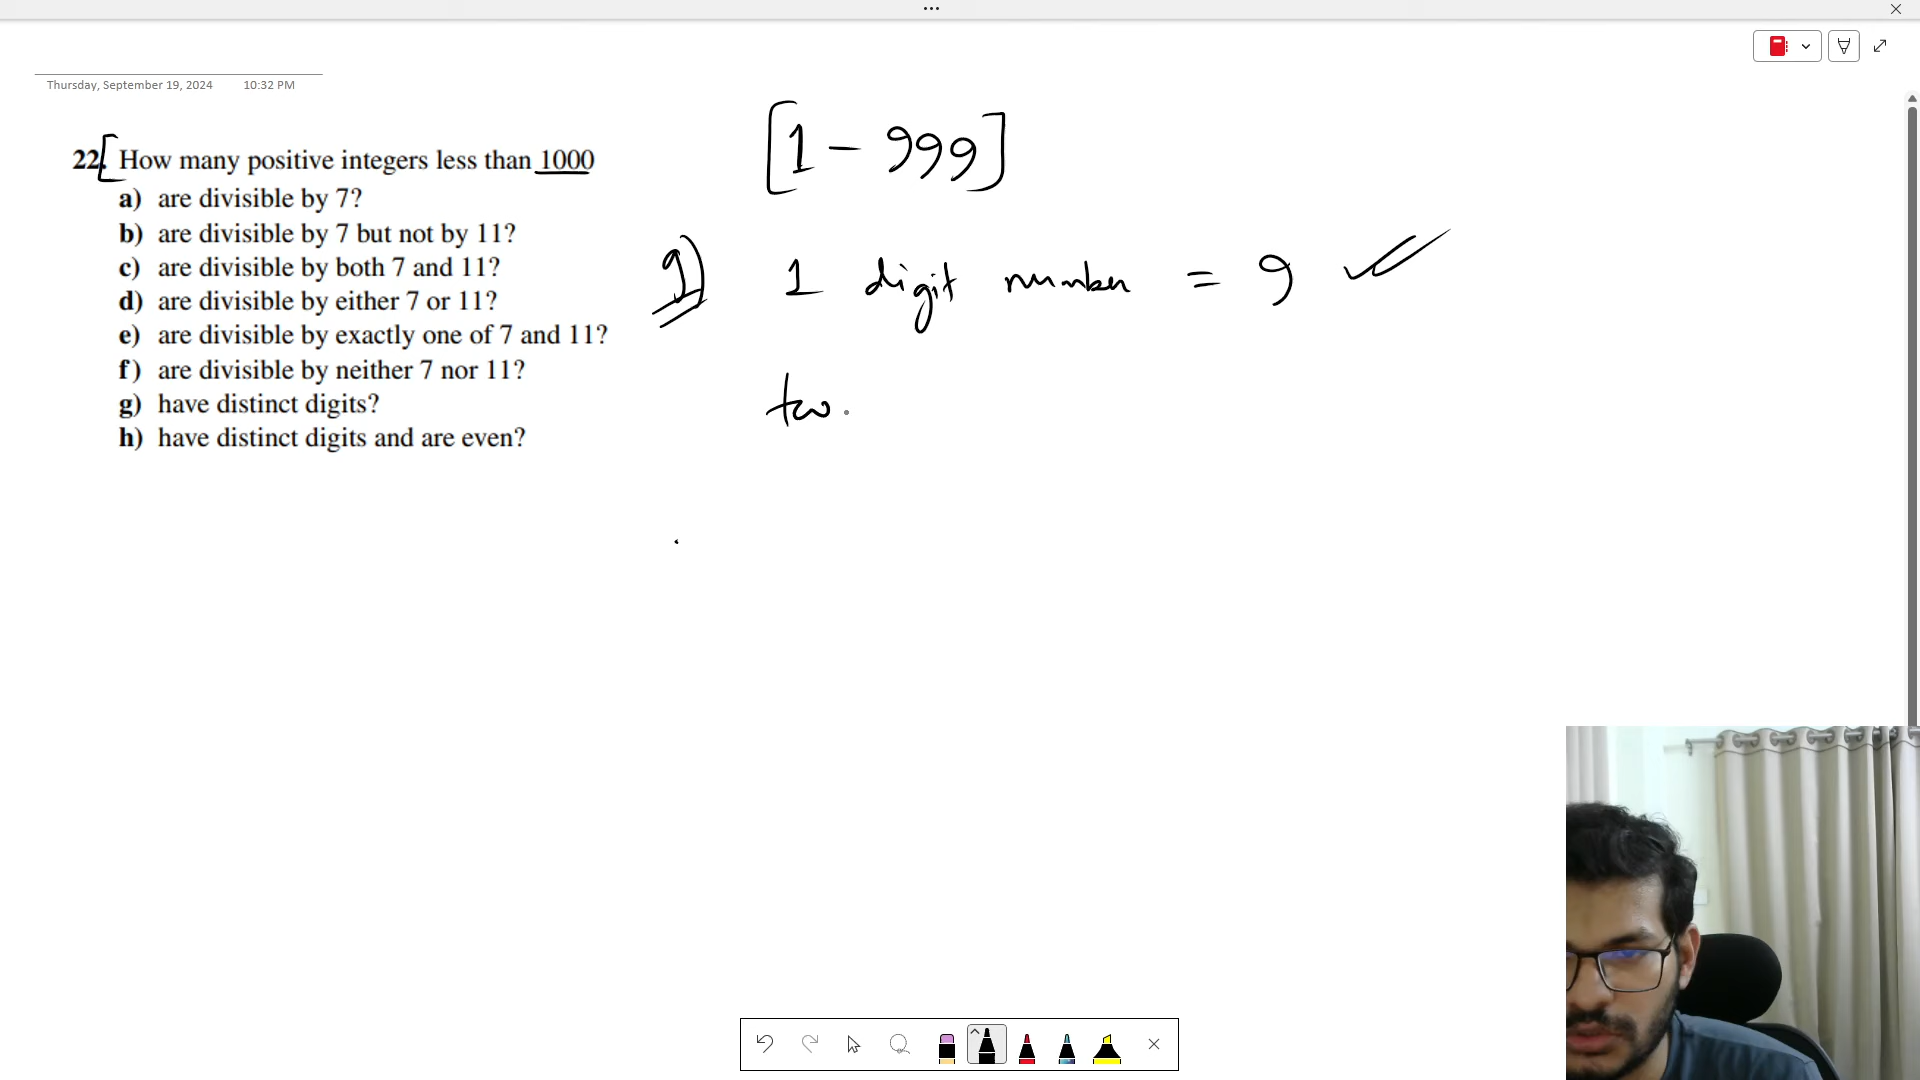 Thursday, September 19, 2024 10:32 PM
22. How many positive integers less than 1000
a) are divisible by 7?
b) are divisible by 7 but not by 11?
c) are divisible by both 7 and 11?
d) are divisible by either 7 or 11?
e) are divisible by exactly one of 7 and 11?
f) are divisible by neither 7 nor 11?
g) have distinct digits?
h) have distinct digits and are even?
[1 - 999]
g) 1 digit number = 9 ✓
two